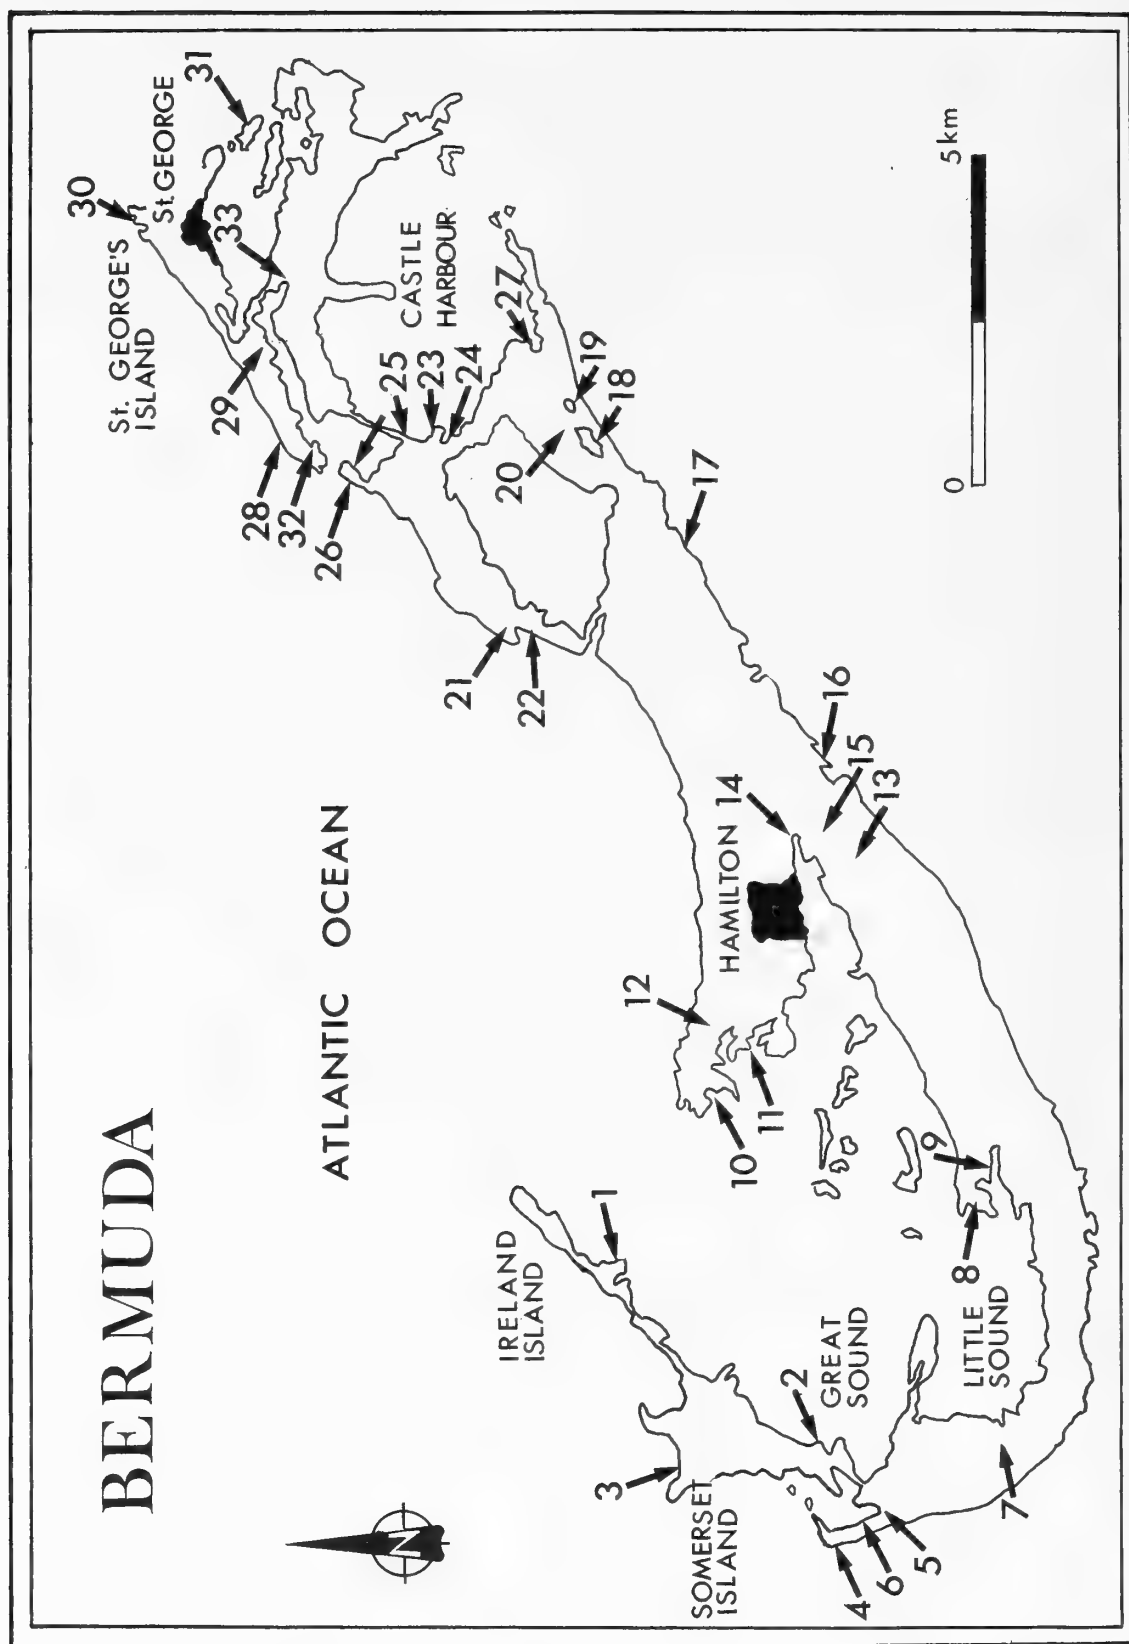 BERMUDA
ATLANTIC OCEAN
N
St. GEORGE'S
ISLAND
St. GEORGE
CASTLE
HARBOUR
HAMILTON
IRELAND
ISLAND
SOMERSET
ISLAND
GREAT
SOUND
LITTLE
SOUND
1
2
3
4
5
6
7
8
9
10
11
12
13
14
15
16
17
18
19
20
21
22
23
24
25
26
27
28
29
30
31
32
33
0
5 km